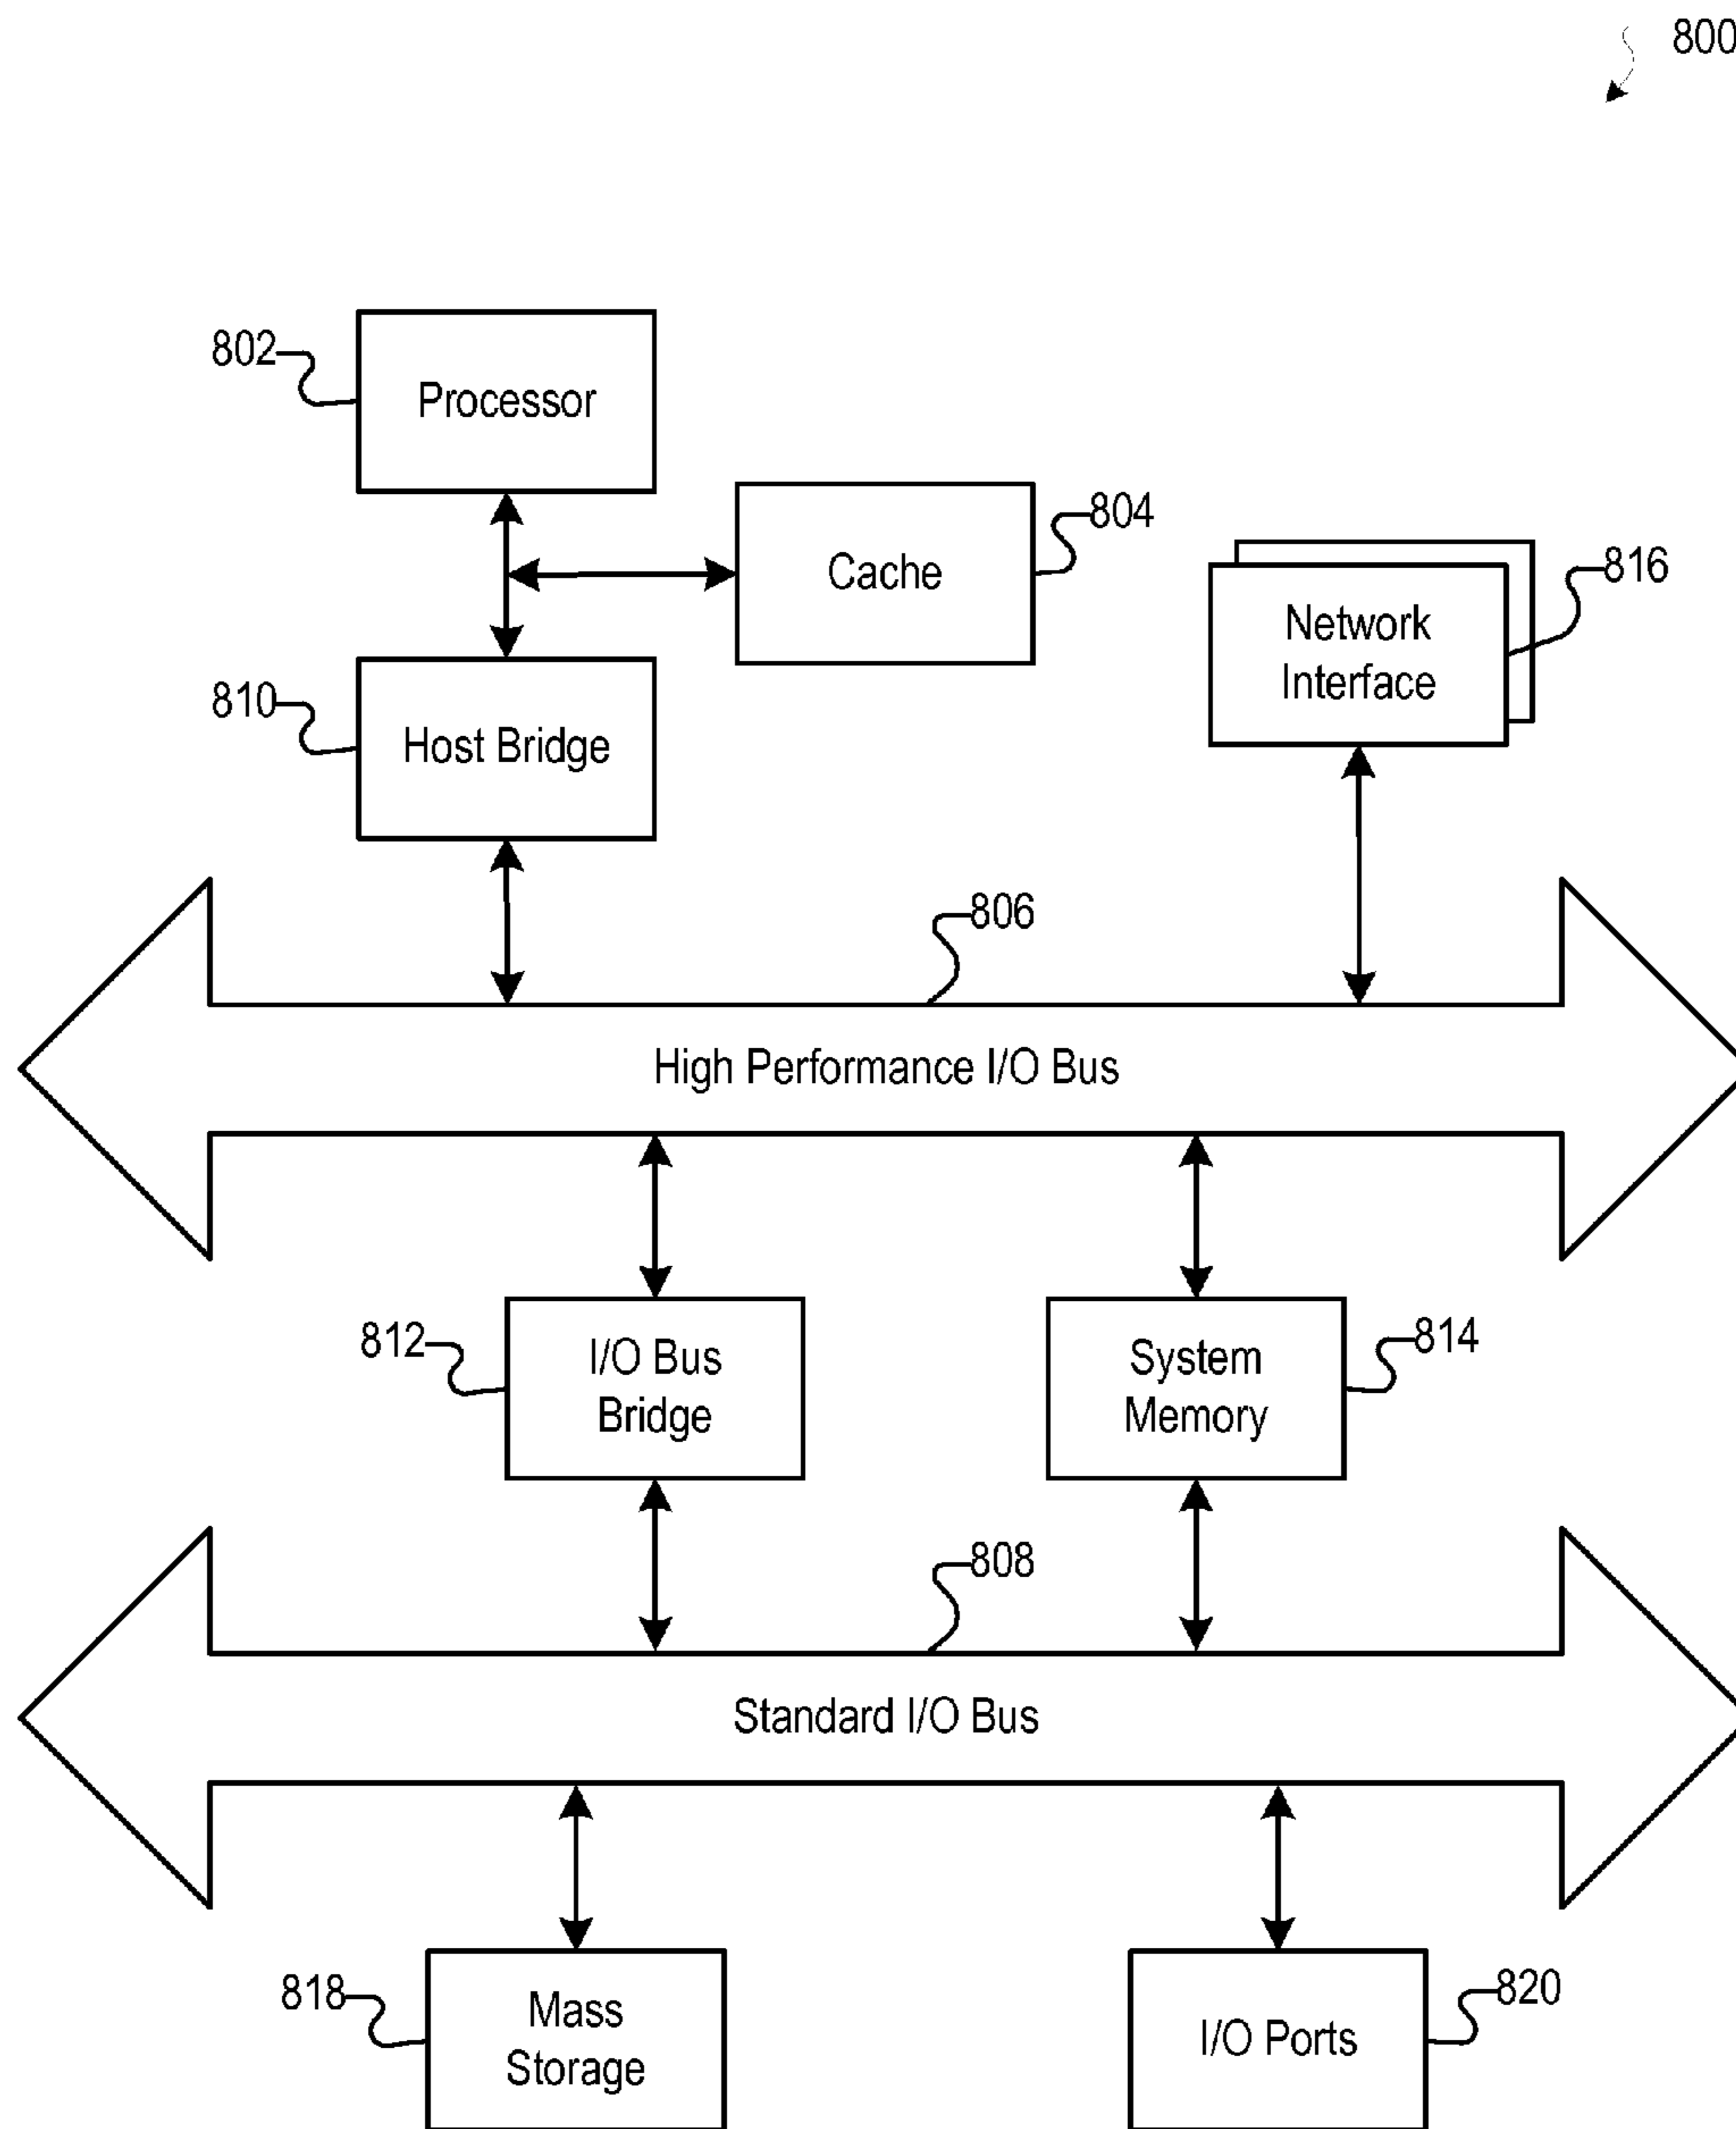 800
802
Processor
804
Cache
816
Network
Interface
810
Host Bridge
806
High Performance I/O Bus
812
I/O Bus
Bridge
814
System
Memory
808
Standard I/O Bus
818
Mass
Storage
820
I/O Ports